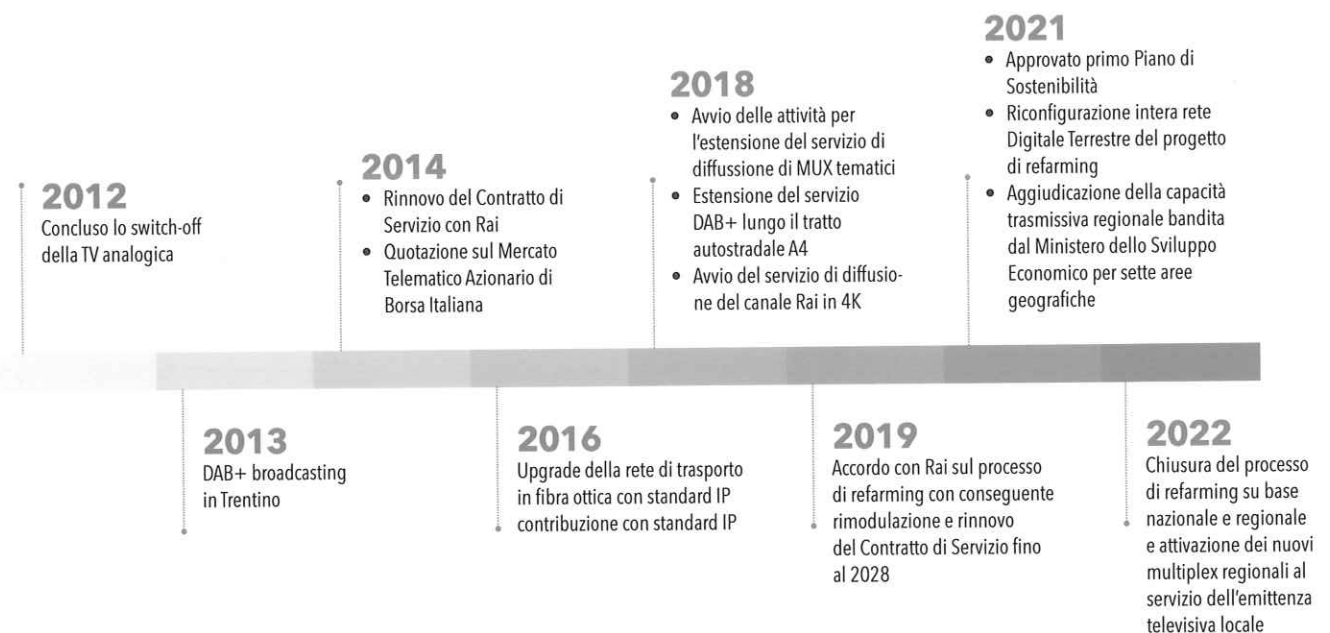 2012
Concluso lo switch-off
della TV analogica
2013
DAB+ broadcasting
in Trentino
2014
• Rinnovo del Contratto di
Servizio con Rai
• Quotazione sul Mercato
Telematico Azionario di
Borsa Italiana
2016
Upgrade della rete di trasporto
in fibra ottica con standard IP
contribuzione con standard IP
2018
• Avvio delle attività per
l'estensione del servizio di
diffussione di MUX tematici
• Estensione del servizio
DAB+ lungo il tratto
autostradale A4
• Avvio del servizio di diffusio-
ne del canale Rai in 4K
2019
Accordo con Rai sul processo
di refarming con conseguente
rimodulazione e rinnovo
del Contratto di Servizio fino
al 2028
2021
• Approvato primo Piano di
Sostenibilità
• Riconfigurazione intera rete
Digitale Terrestre del progetto
di refarming
• Aggiudicazione della capacità
trasmissiva regionale bandita
dal Ministero dello Sviluppo
Economico per sette aree
geografiche
2022
Chiusura del processo
di refarming su base
nazionale e regionale
e attivazione dei nuovi
multiplex regionali al
servizio dell'emittenza
televisiva locale